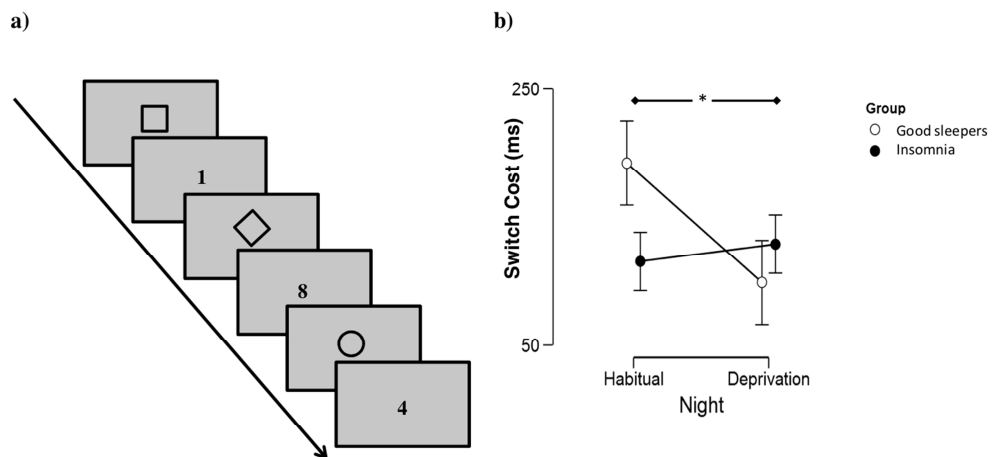 a)
1
8
4
b)
Switch Cost (ms)
250
50
*
Habitual
Deprivation
Night
Group
Good sleepers
Insomnia